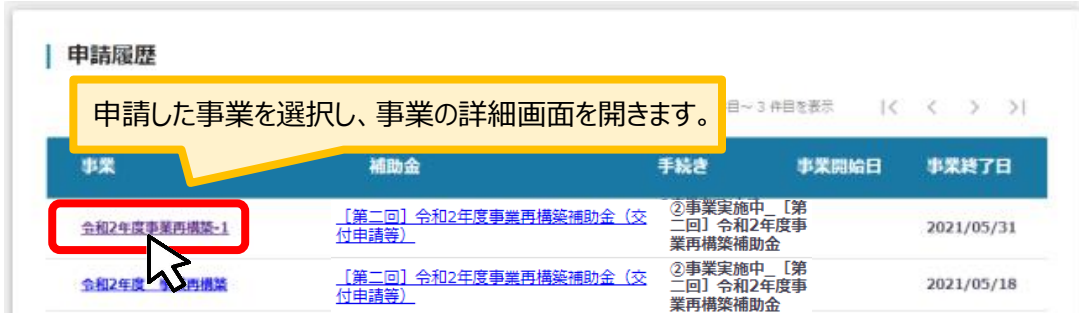 申請履歴
申請した事業を選択し、事業の詳細画面を開きます。
目～ 3 件目を表示 |< < > >|
事業 補助金 手続き 事業開始日 事業終了日
令和2年度事業再構築-1
［第二回］令和2年度事業再構築補助金（交
付申請等）
②事業実施中_［第
二回］令和2年度事
業再構築補助金
2021/05/31
令和2年度 事業再構築
［第二回］令和2年度事業再構築補助金（交
付申請等）
②事業実施中_［第
二回］令和2年度事
業再構築補助金
2021/05/18